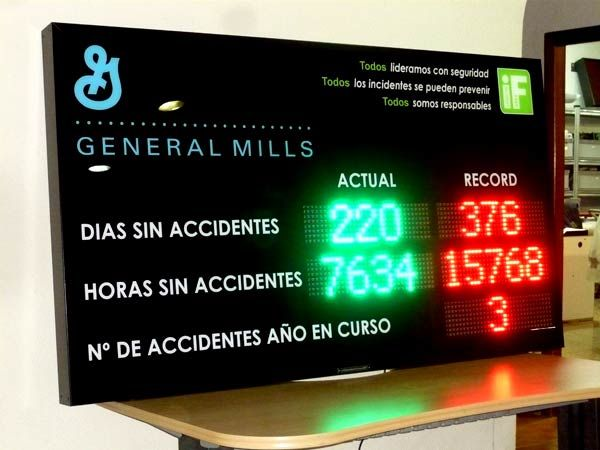 Todos lideramos con seguridad
Todos los incidentes se pueden prevenir
Todos somos responsables
iF
G
GENERAL MILLS
ACTUAL RECORD
DIAS SIN ACCIDENTES 220 376
HORAS SIN ACCIDENTES 7634 15768
Nº DE ACCIDENTES AÑO EN CURSO 3